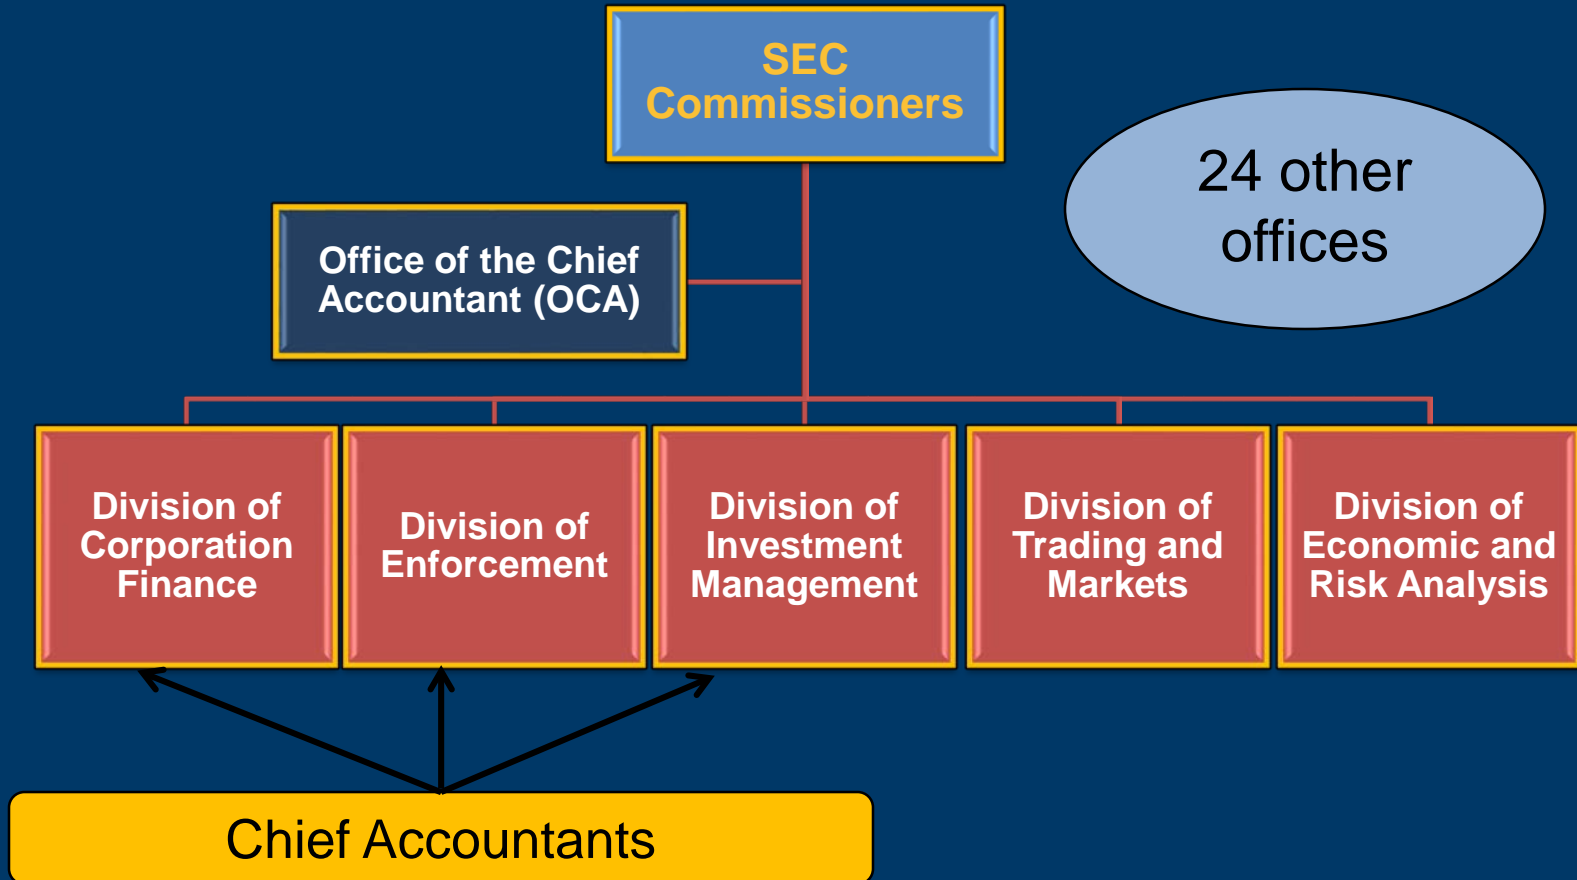 SEC
Commissioners
24 other
offices
Office of the Chief
Accountant (OCA)
Division of
Corporation
Finance
Division of
Enforcement
Division of
Investment
Management
Division of
Trading and
Markets
Division of
Economic and
Risk Analysis
Chief Accountants